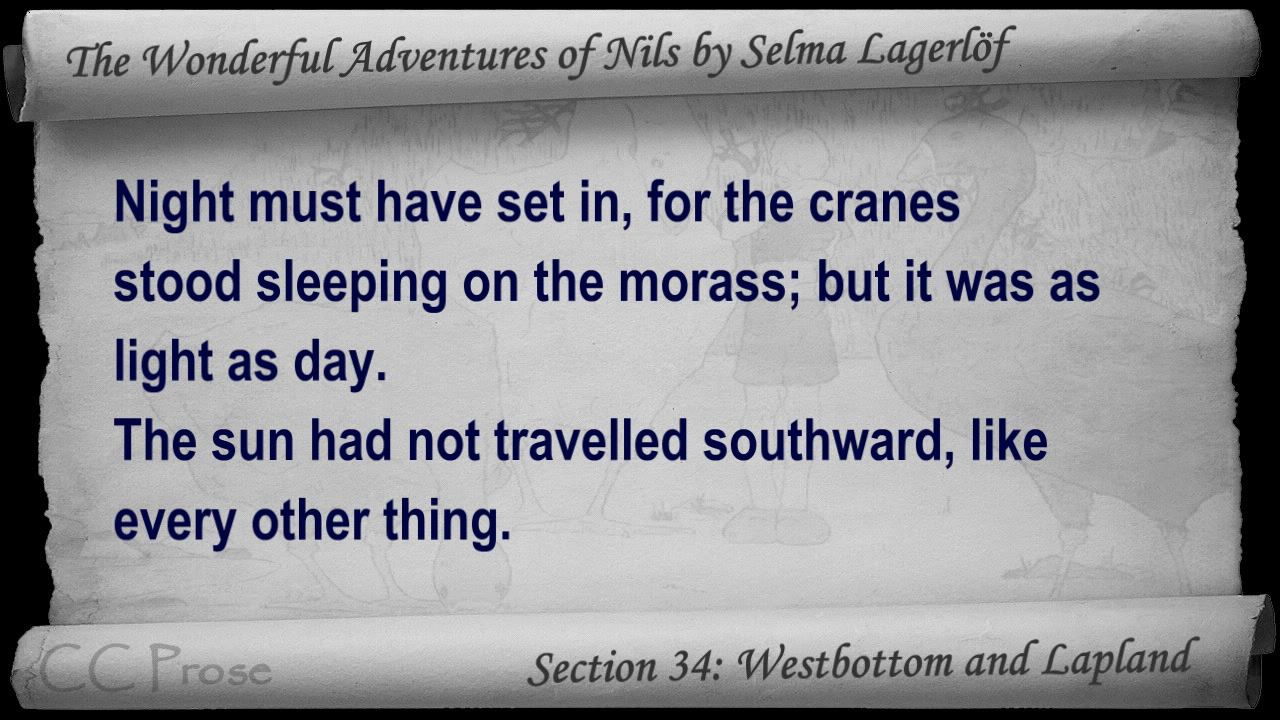 The Wonderful Adventures of Nils by Selma Lagerlöf
Night must have set in, for the cranes
stood sleeping on the morass; but it was as
light as day.
The sun had not travelled southward, like
every other thing.
CC Prose
Section 34: Westbottom and Lapland